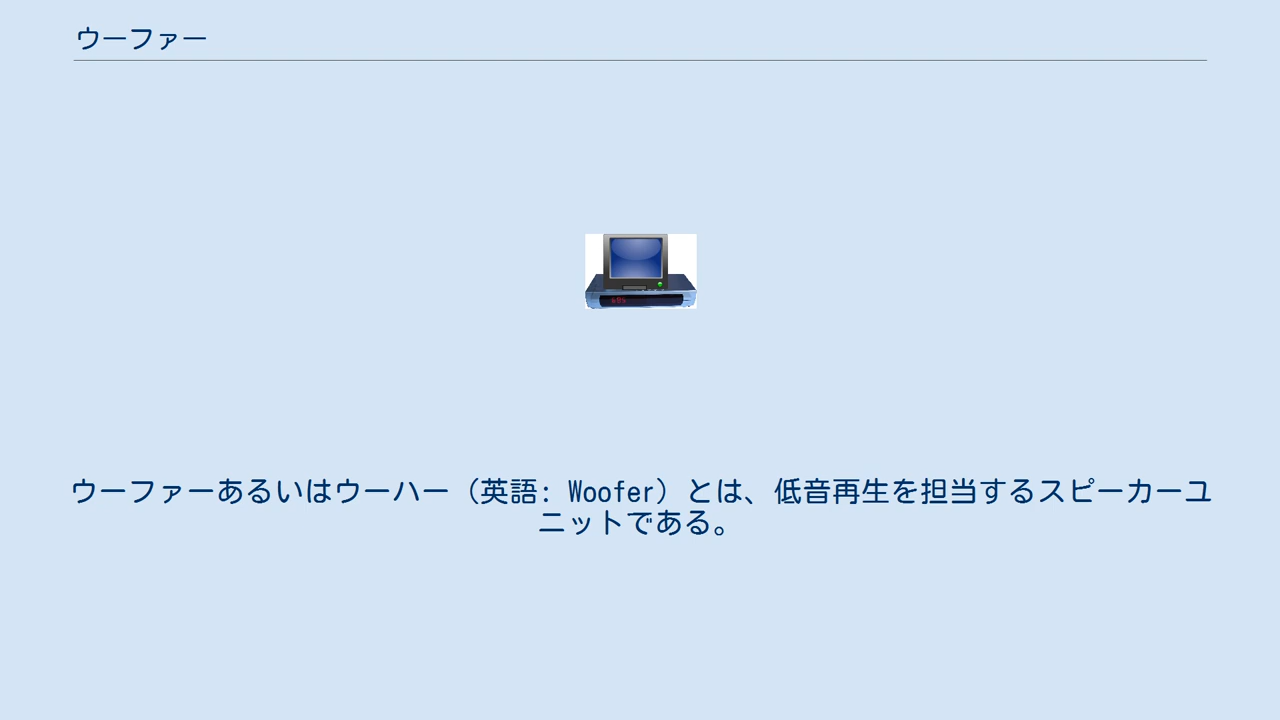 ウーファー
ウーファーあるいはウーハー（英語: Woofer）とは、低音再生を担当するスピーカーユ
ニットである。